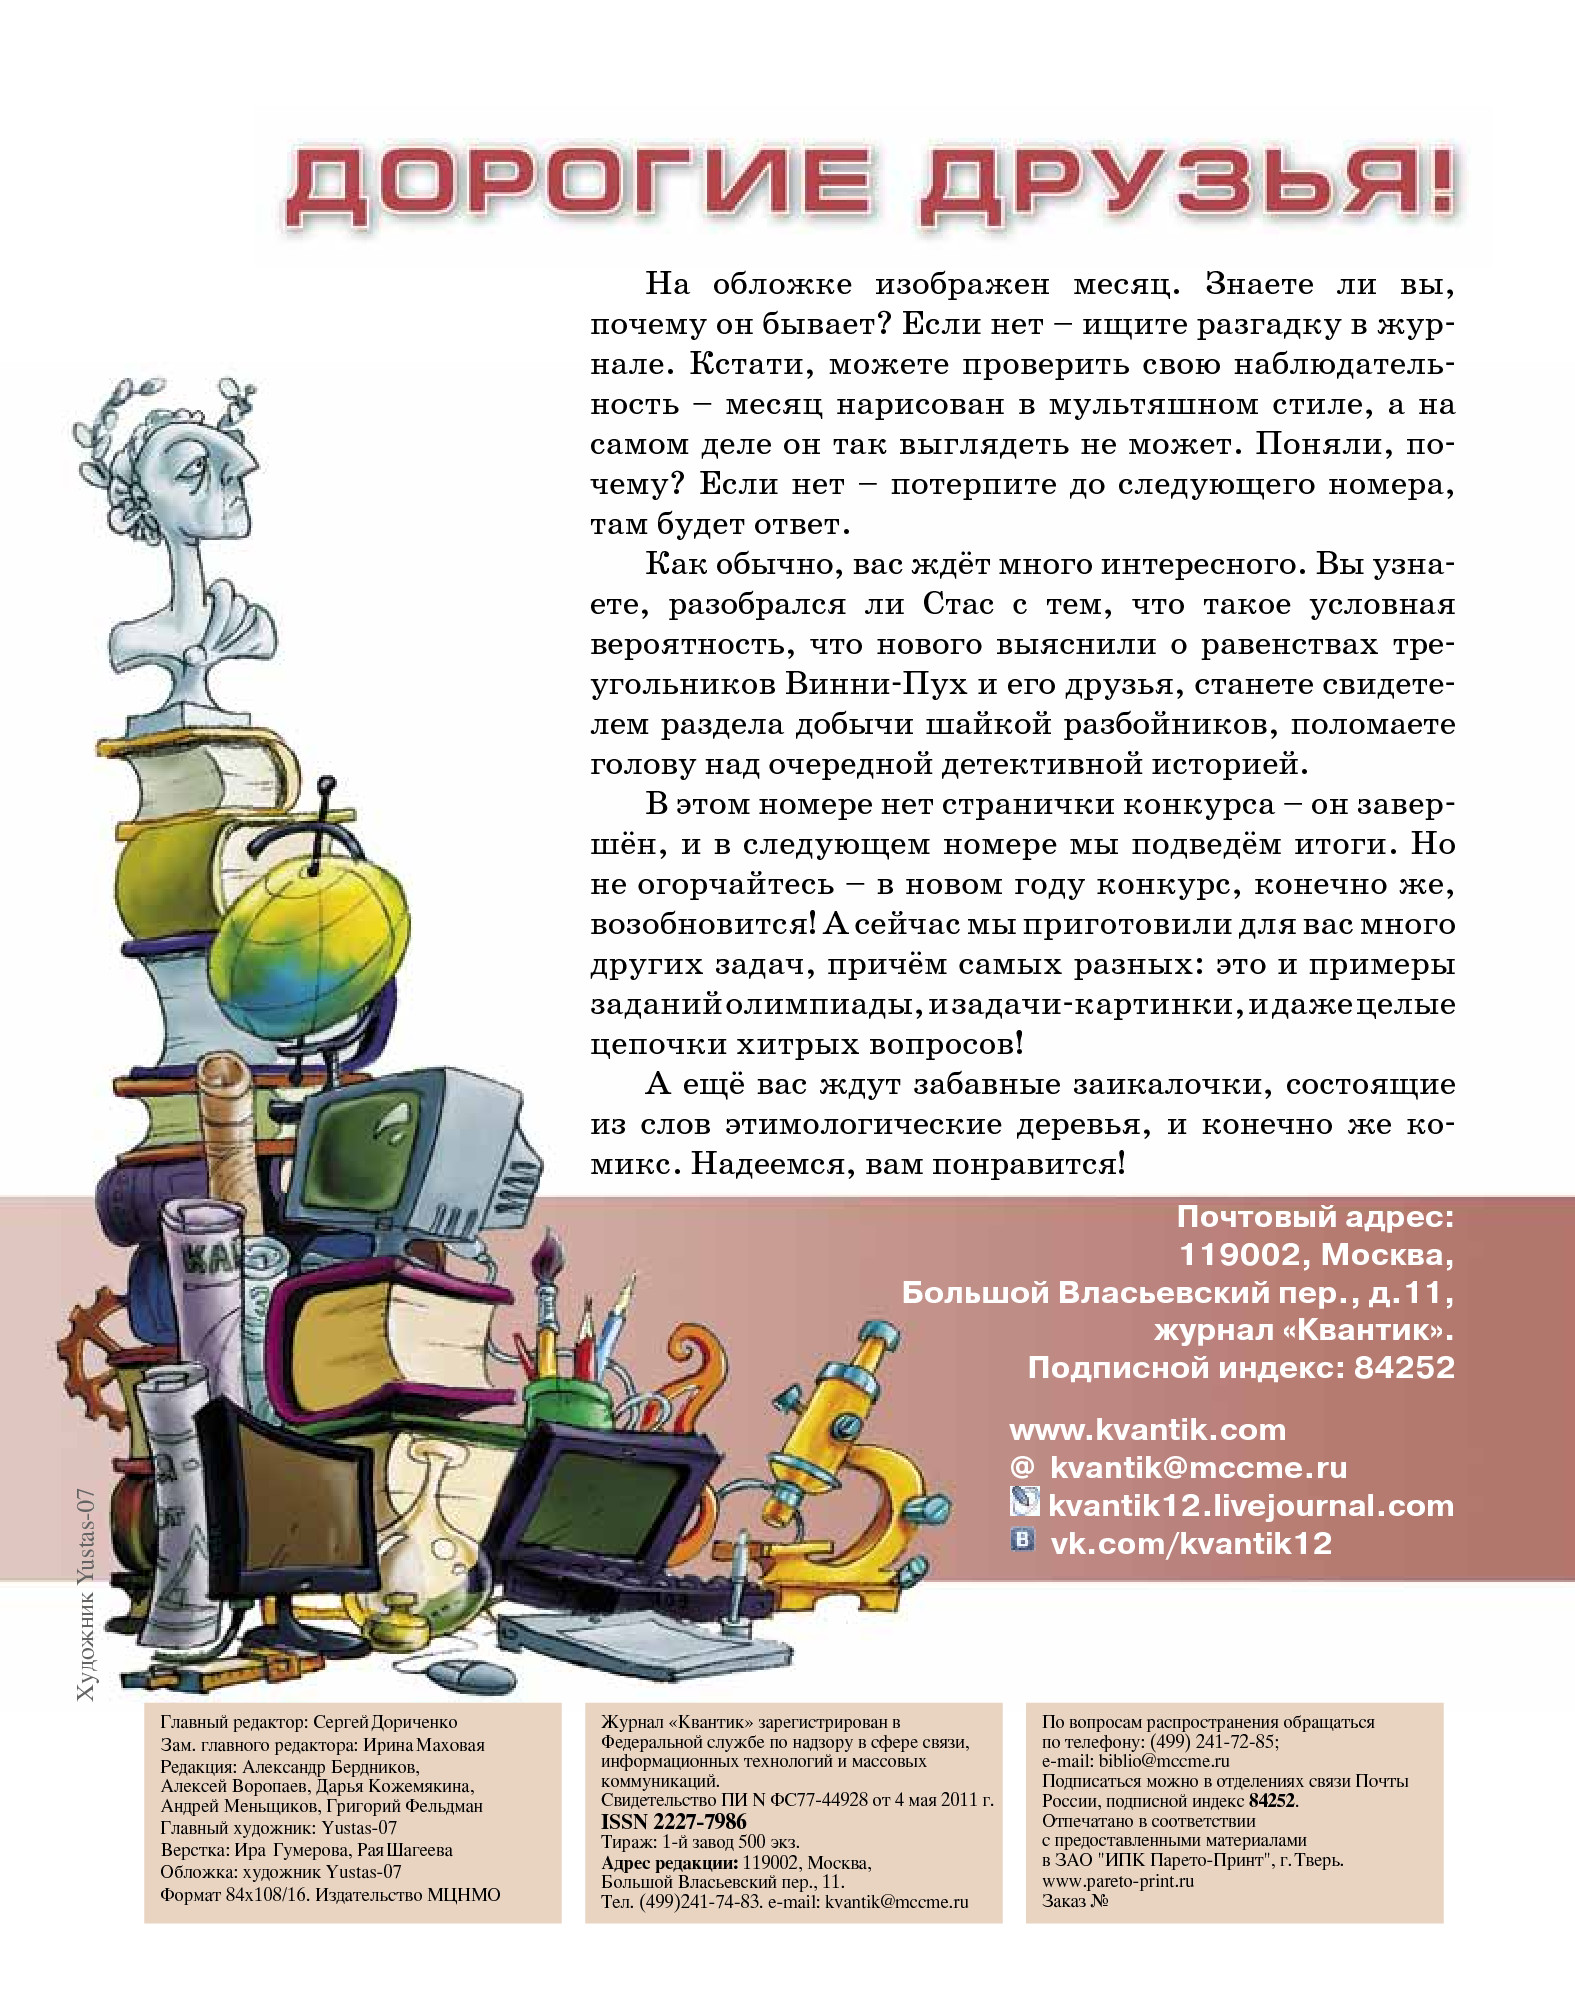 ДОРОГИЕ ДРУЗЬЯ!
На обложке изображен месяц. Знаете ли вы,
почему он бывает? Если нет – ищите разгадку в жур-
нале. Кстати, можете проверить свою наблюдатель-
ность – месяц нарисован в мультяшном стиле, а на
самом деле он так выглядеть не может. Поняли, по-
чему? Если нет – потерпите до следующего номера,
там будет ответ.
Как обычно, вас ждёт много интересного. Вы узна-
ете, разобрался ли Стас с тем, что такое условная
вероятность, что нового выяснили о равенствах тре-
угольников Винни-Пух и его друзья, станете свидете-
лем раздела добычи шайкой разбойников, поломаете
голову над очередной детективной историей.
В этом номере нет странички конкурса – он завер-
шён, и в следующем номере мы подведём итоги. Но
не огорчайтесь – в новом году конкурс, конечно же,
возобновится! А сейчас мы приготовили для вас много
других задач, причём самых разных: это и примеры
заданий олимпиады, и задачи-картинки, и даже целые
цепочки хитрых вопросов!
А ещё вас ждут забавные заикалочки, состоящие
из слов этимологические деревья, и конечно же ко-
микс. Надеемся, вам понравится!
Почтовый адрес:
119002, Москва,
Большой Власьевский пер., д.11,
журнал «Квантик».
Подписной индекс: 84252
www.kvantik.com
@ kvantik@mccme.ru
kvantik12.livejournal.com
В vk.com/kvantik12
КАР
Художник Yustas-07
Главный редактор: Сергей Дориченко
Зам. главного редактора: Ирина Маховая
Редакция: Александр Бердников,
Алексей Воропаев, Дарья Кожемякина,
Андрей Меньщиков, Григорий Фельдман
Главный художник: Yustas-07
Верстка: Ира Гумерова, Рая Шагеева
Обложка: художник Yustas-07
Формат 84х108/16. Издательство МЦНМО
Журнал «Квантик» зарегистрирован в
Федеральной службе по надзору в сфере связи,
информационных технологий и массовых
коммуникаций.
Свидетельство ПИ N ФС77-44928 от 4 мая 2011 г.
ISSN 2227-7986
Тираж: 1-й завод 500 экз.
Адрес редакции: 119002, Москва,
Большой Власьевский пер., 11.
Тел. (499)241-74-83. e-mail: kvantik@mccme.ru
По вопросам распространения обращаться
по телефону: (499) 241-72-85;
e-mail: biblio@mccme.ru
Подписаться можно в отделениях связи Почты
России, подписной индекс 84252.
Отпечатано в соответствии
с предоставленными материалами
в ЗАО "ИПК Парето-Принт", г. Тверь.
www.pareto-print.ru
Заказ №